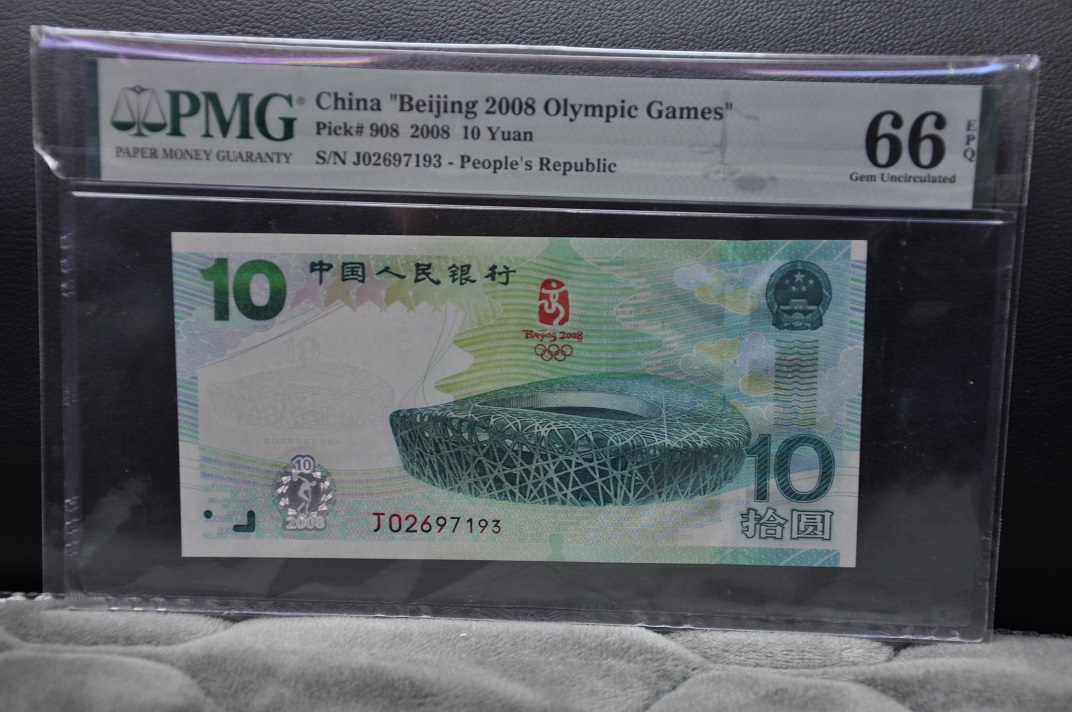 PMG
PAPER MONEY GUARANTY
China "Beijing 2008 Olympic Games"
Pick# 908 2008 10 Yuan
S/N J02697193 - People's Republic
66
EPQ
Gem Uncirculated
10
中国人民银行
Beijing 2008
10
2008
J02697193
10
拾圆